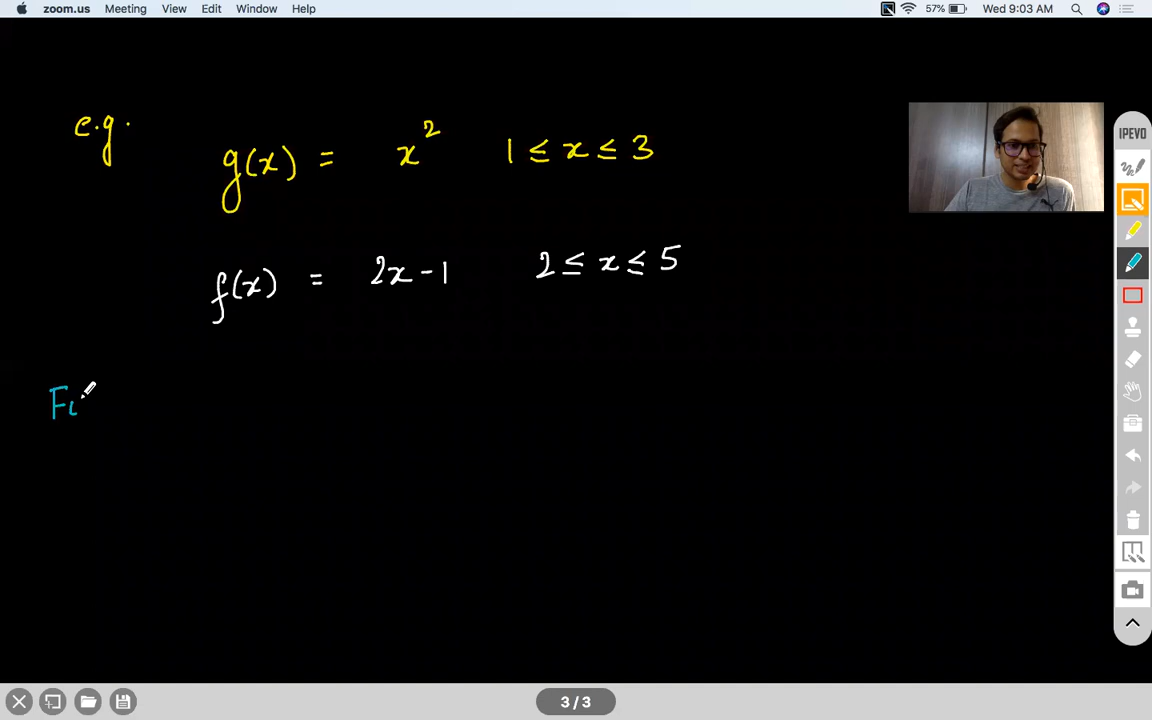 zoom.us Meeting View Edit Window Help 57% Wed 9:03 AM
IPEVO
e.g.
g(x) = x² 1 ≤ x ≤ 3
f(x) = 2x - 1 2 ≤ x ≤ 5
Fi
3 / 3